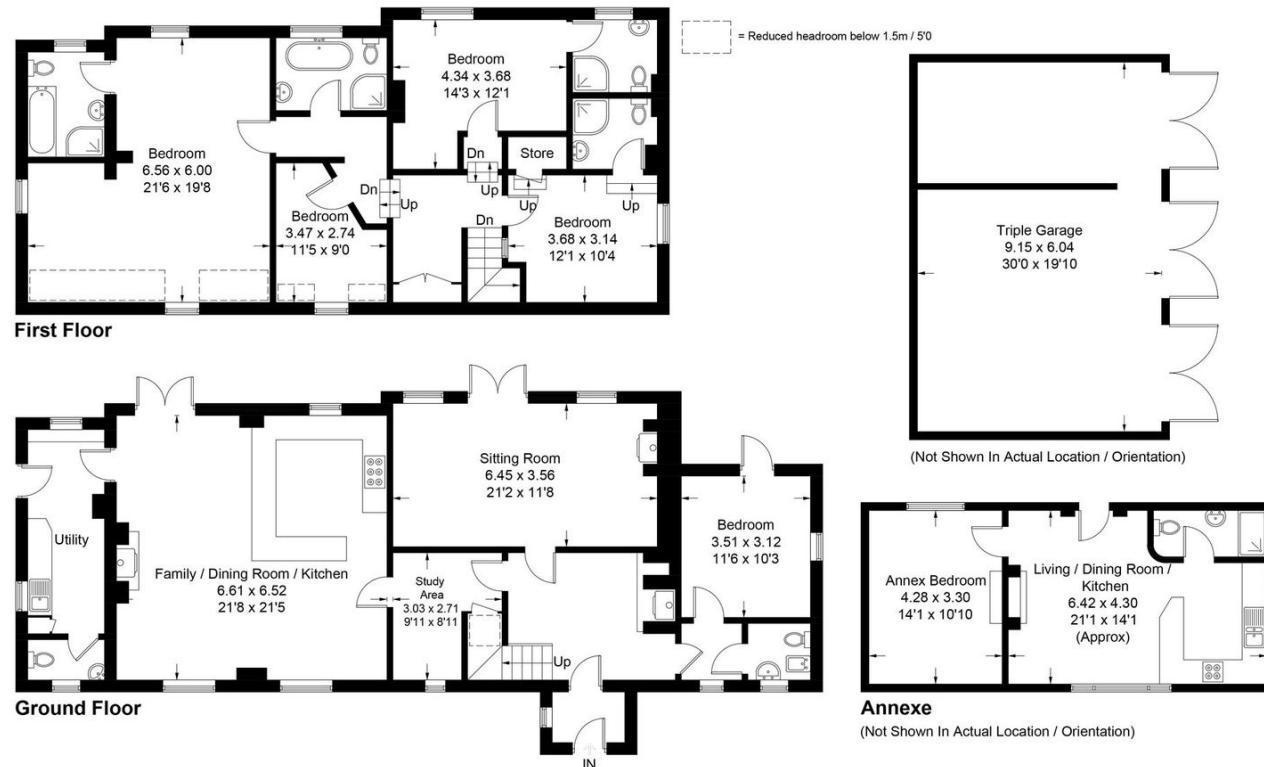 = Reduced headroom below 1.5m / 5'0
Bedroom
4.34 x 3.68
14'3 x 12'1
Bedroom
6.56 x 6.00
21'6 x 19'8
Dn
Store
Up
Dn
Up
Up
Up
Bedroom
3.47 x 2.74
11'5 x 9'0
Dn
Bedroom
3.68 x 3.14
12'1 x 10'4
First Floor
Triple Garage
9.15 x 6.04
30'0 x 19'10
(Not Shown In Actual Location / Orientation)
Sitting Room
6.45 x 3.56
21'2 x 11'8
Utility
Bedroom
3.51 x 3.12
11'6 x 10'3
Family / Dining Room / Kitchen
6.61 x 6.52
21'8 x 21'5
Study
Area
3.03 x 2.71
9'11 x 8'11
Up
Ground Floor
IN
Annex Bedroom
4.28 x 3.30
14'1 x 10'10
Living / Dining Room /
Kitchen
6.42 x 4.30
21'1 x 14'1
(Approx)
Annexe
(Not Shown In Actual Location / Orientation)